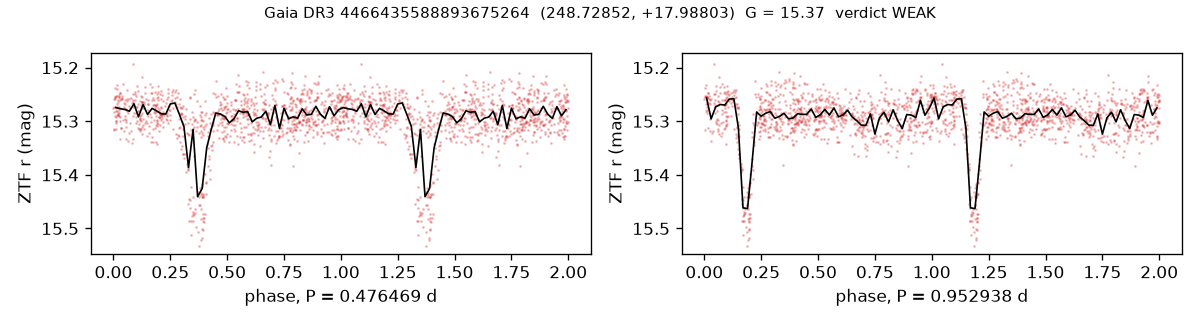 Gaia DR3 4466435588893675264 (248.72852, +17.98803) G = 15.37 verdict WEAK
ZTF r (mag)
15.2
15.3
15.4
15.5
0.00 0.25 0.50 0.75 1.00 1.25 1.50 1.75 2.00
phase, P = 0.476469 d
ZTF r (mag)
15.2
15.3
15.4
15.5
0.00 0.25 0.50 0.75 1.00 1.25 1.50 1.75 2.00
phase, P = 0.952938 d